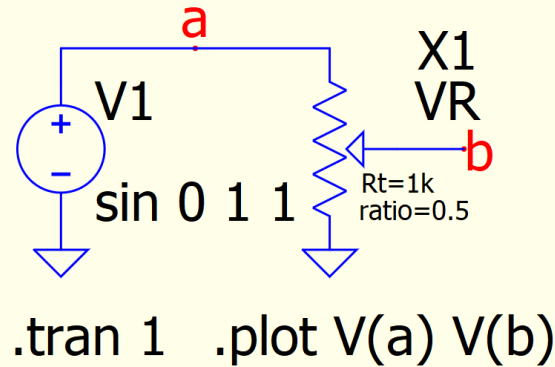 a
X1
V1
VR
+
b
–
Rt=1k
sin 0 1 1
ratio=0.5
.tran 1 .plot V(a) V(b)